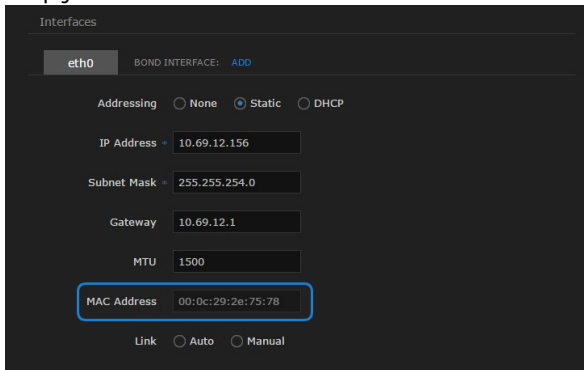 Interfaces
eth0 BOND INTERFACE: ADD
Addressing None Static DHCP
IP Address * 10.69.12.156
Subnet Mask * 255.255.254.0
Gateway 10.69.12.1
MTU 1500
MAC Address 00:0c:29:2e:75:78
Link Auto Manual